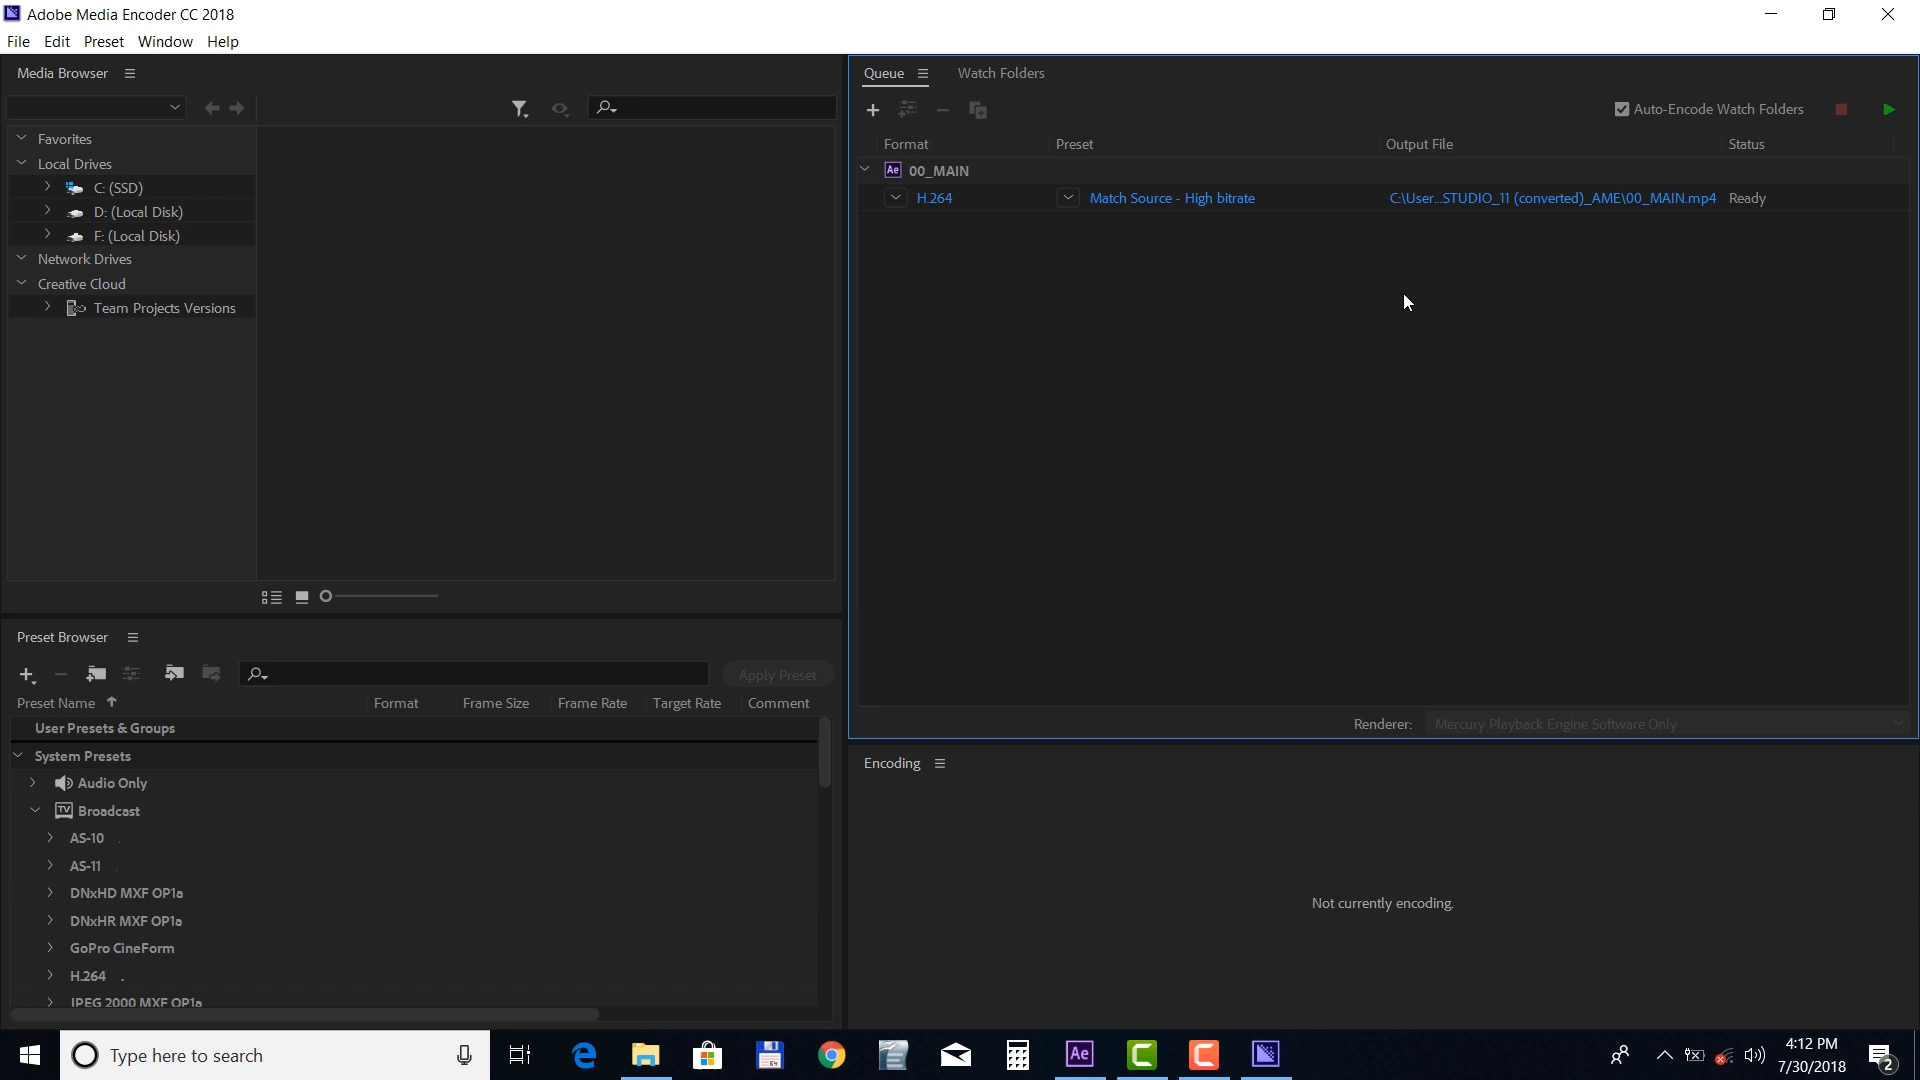 Adobe Media Encoder CC 2018
File Edit Preset Window Help
Media Browser
Favorites
Local Drives
C: (SSD)
D: (Local Disk)
F: (Local Disk)
Network Drives
Creative Cloud
Team Projects Versions
Queue Watch Folders
Auto-Encode Watch Folders
Format Preset Output File Status
Ae 00_MAIN
H.264 Match Source - High bitrate C:\User...STUDIO_11 (converted)_AME\00_MAIN.mp4 Ready
Renderer: Mercury Playback Engine Software Only
Preset Browser
Apply Preset
Preset Name Format Frame Size Frame Rate Target Rate Comment
User Presets & Groups
System Presets
Audio Only
TV Broadcast
AS-10
AS-11
DNxHD MXF OP1a
DNxHR MXF OP1a
GoPro CineForm
H.264
JPEG 2000 MXF OP1a
Encoding
Not currently encoding.
Type here to search
64
Ae
4:12 PM
7/30/2018
2